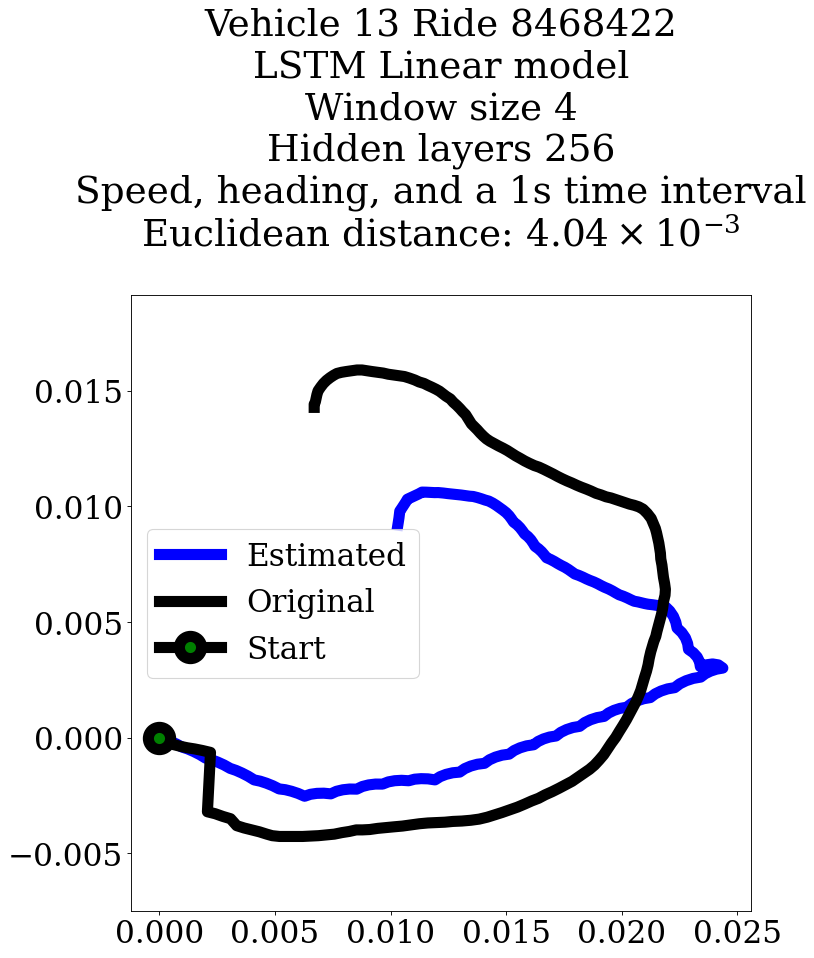 Vehicle 13 Ride 8468422
LSTM Linear model
Window size 4
Hidden layers 256
Speed, heading, and a 1s time interval
Euclidean distance: 4.04 × 10⁻³
0.015
0.010
0.005
0.000
−0.005
Estimated
Original
Start
0.000 0.005 0.010 0.015 0.020 0.025